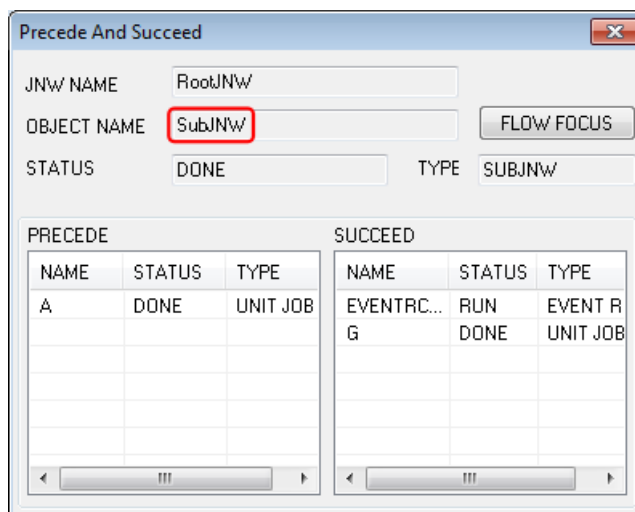 Precede And Succeed
JNW NAME RootJNW
OBJECT NAME SubJNW FLOW FOCUS
STATUS DONE TYPE SUBJNW
PRECEDE SUCCEED
NAME STATUS TYPE NAME STATUS TYPE
A DONE UNIT JOB EVENTRC... RUN EVENT R
G DONE UNIT JOB